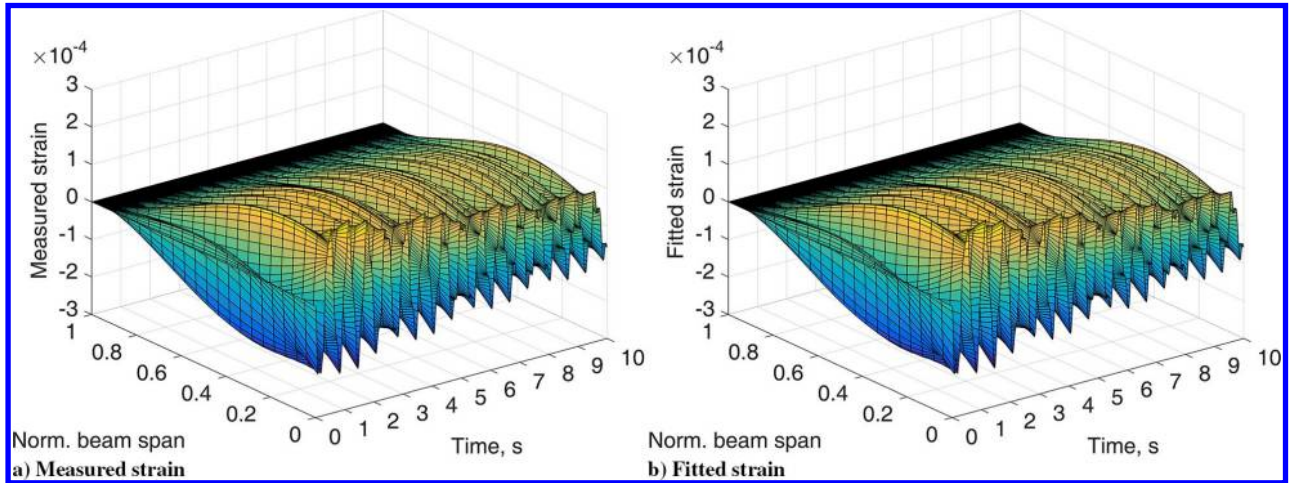 ×10-4
3
2
1
0
-1
-2
-3
Measured strain
1
0.8
0.6
0.4
0.2
0
Norm. beam span
0 1 2 3 4 5 6 7 8 9 10
Time, s
a) Measured strain
×10-4
3
2
1
0
-1
-2
-3
Fitted strain
1
0.8
0.6
0.4
0.2
0
Norm. beam span
0 1 2 3 4 5 6 7 8 9 10
Time, s
b) Fitted strain